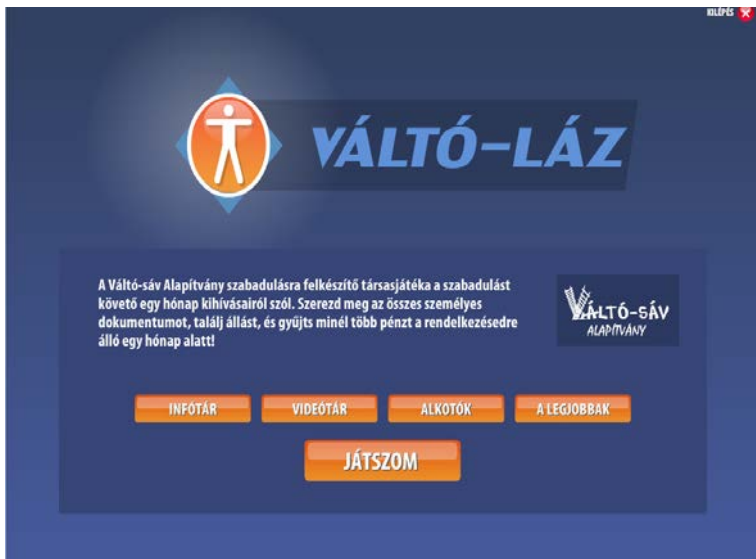 KILÉPÉS
VÁLTÓ-LÁZ
A Váltó-sáv Alapítvány szabadulásra felkészítő társasjátéka a szabadulást
követő egy hónap kihívásairól szól. Szerezd meg az összes személyes
dokumentumot, találj állást, és gyűjts minél több pénzt a rendelkezésedre
álló egy hónap alatt!
VÁLTÓ-SÁV
ALAPÍTVÁNY
INFÓTÁR VIDEÓTÁR ALKOTÓK A LEGJOBBAK
JÁTSZOM